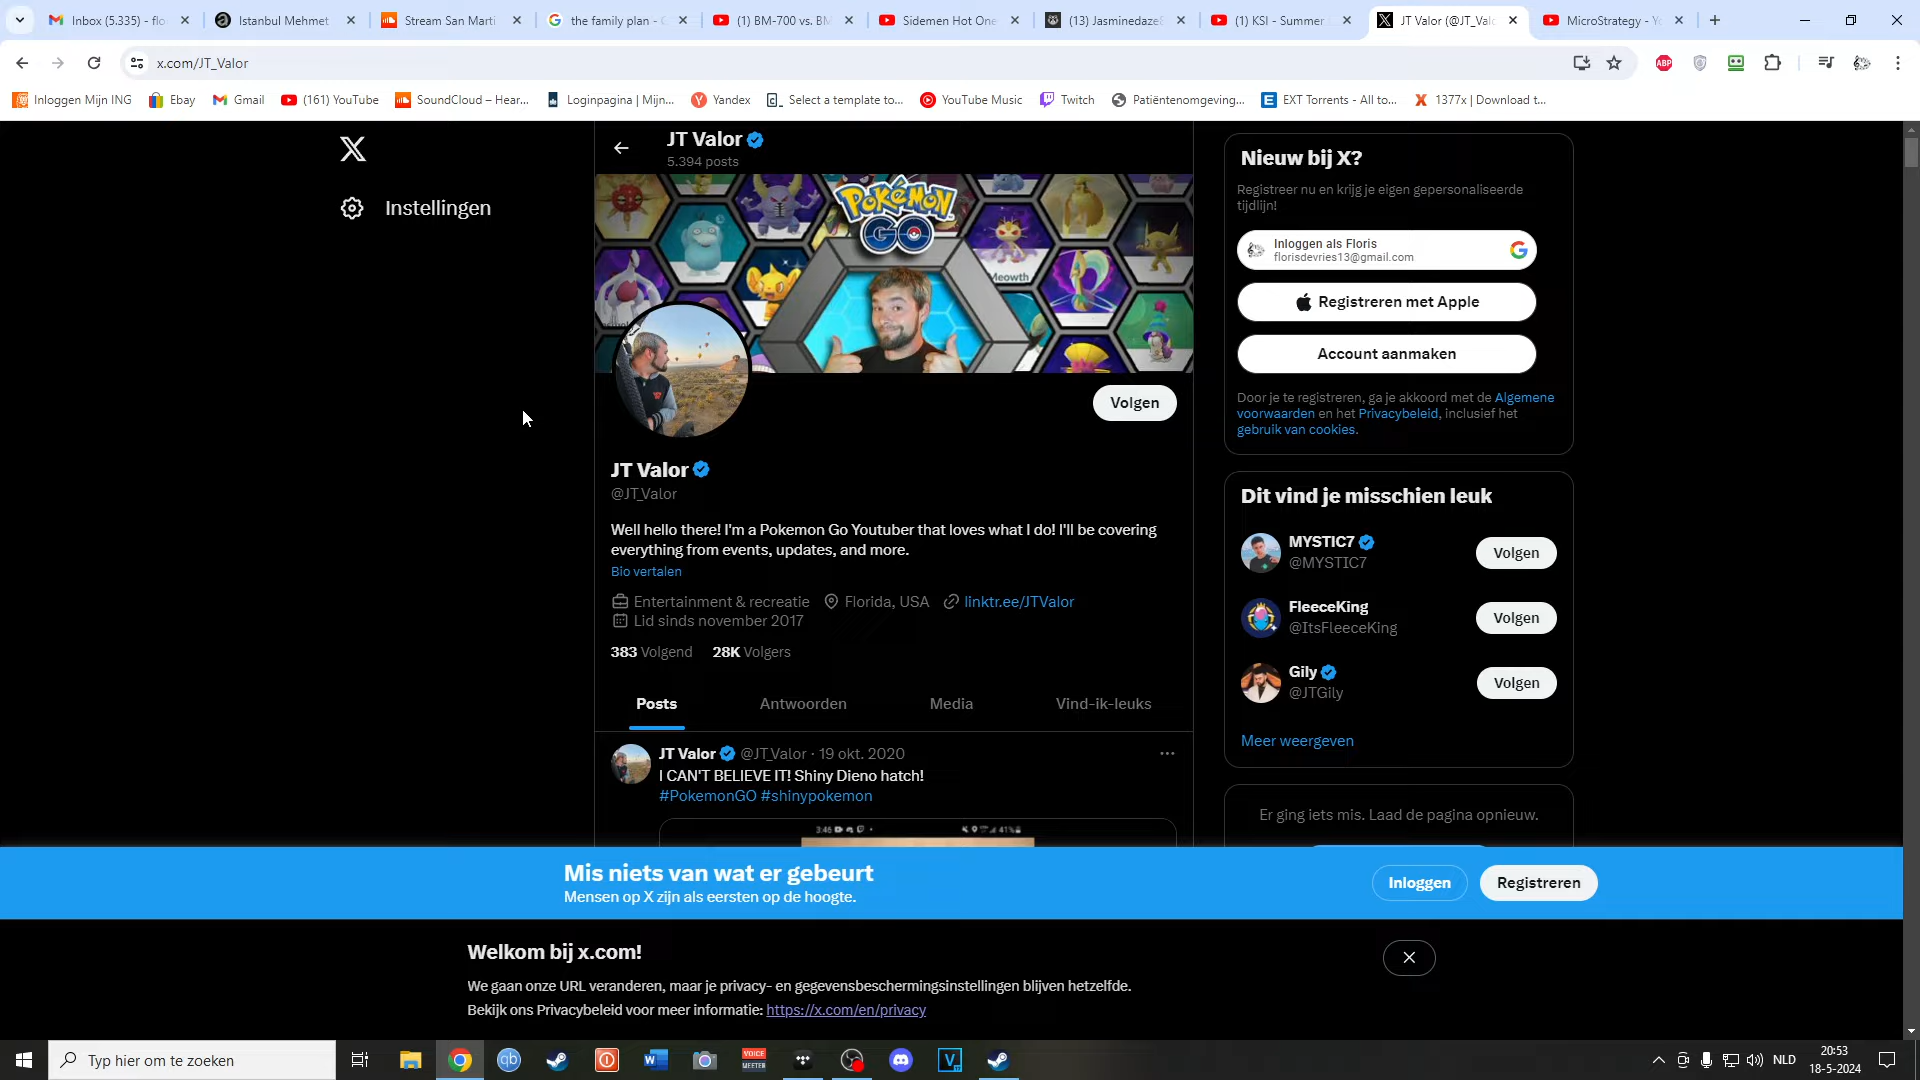 Inbox (5.335) - flo
Istanbul Mehmet
Stream San Marti
the family plan - G
(1) BM-700 vs. BM
Sidemen Hot One
(13) Jasminedaze
(1) KSI - Summer
JT Valor (@JT_Valo
MicroStrategy - Yo
x.com/JT_Valor
ABP
Inloggen Mijn ING
Ebay
Gmail
(161) YouTube
SoundCloud – Hear...
Loginpagina | Mijn...
Yandex
Select a template to...
YouTube Music
Twitch
Patiëntenomgeving...
EXT Torrents - All to...
1377x | Download t...
Instellingen
JT Valor
5.394 posts
POKÉMON
GO
Meowth
Volgen
JT Valor
@JT_Valor
Well hello there! I'm a Pokemon Go Youtuber that loves what I do! I'll be covering
everything from events, updates, and more.
Bio vertalen
Entertainment & recreatie Florida, USA linktr.ee/JTValor
Lid sinds november 2017
383 Volgend 28K Volgers
Posts Antwoorden Media Vind-ik-leuks
JT Valor @JT_Valor · 19 okt. 2020
I CAN'T BELIEVE IT! Shiny Dieno hatch!
#PokemonGO #shinypokemon
3:46
41%
Nieuw bij X?
Registreer nu en krijg je eigen gepersonaliseerde
tijdlijn!
Inloggen als Floris
florisdevries13@gmail.com
Registreren met Apple
Account aanmaken
Door je te registreren, ga je akkoord met de Algemene
voorwaarden en het Privacybeleid, inclusief het
gebruik van cookies.
Dit vind je misschien leuk
MYSTIC7
@MYSTIC7
Volgen
FleeceKing
@ItsFleeceKing
Volgen
Gily
@JTGily
Volgen
Meer weergeven
Er ging iets mis. Laad de pagina opnieuw.
Mis niets van wat er gebeurt
Mensen op X zijn als eersten op de hoogte.
Inloggen
Registreren
Welkom bij x.com!
We gaan onze URL veranderen, maar je privacy- en gegevensbeschermingsinstellingen blijven hetzelfde.
Bekijk ons Privacybeleid voor meer informatie: https://x.com/en/privacy
Typ hier om te zoeken
qb
VOICE
MEETER
NLD
20:53
18-5-2024